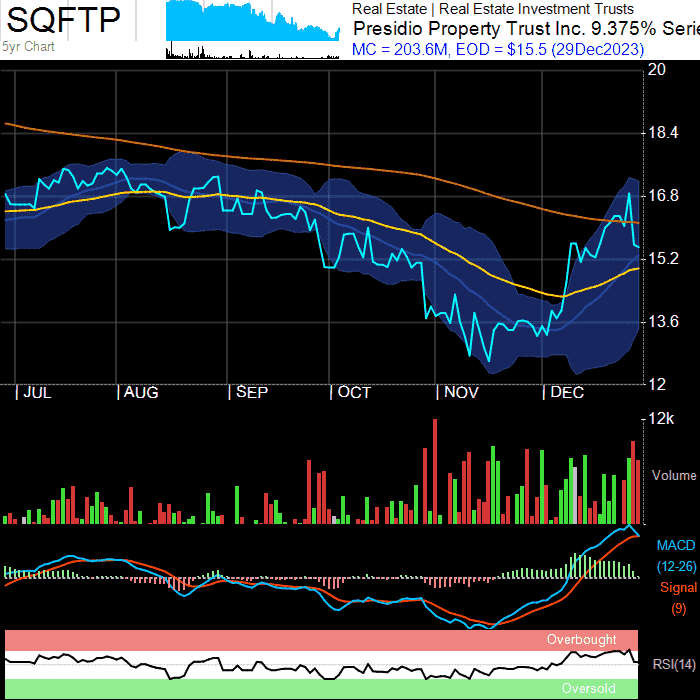 SQFTP
5yr Chart
Real Estate | Real Estate Investment Trusts
Presidio Property Trust Inc. 9.375% Serie
MC = 203.6M, EOD = $15.5 (29Dec2023)
20
18.4
16.8
15.2
13.6
12
| JUL | AUG | SEP | OCT | NOV | DEC
12k
Volume
MACD
(12-26)
Signal
(9)
Overbought
RSI(14)
Oversold